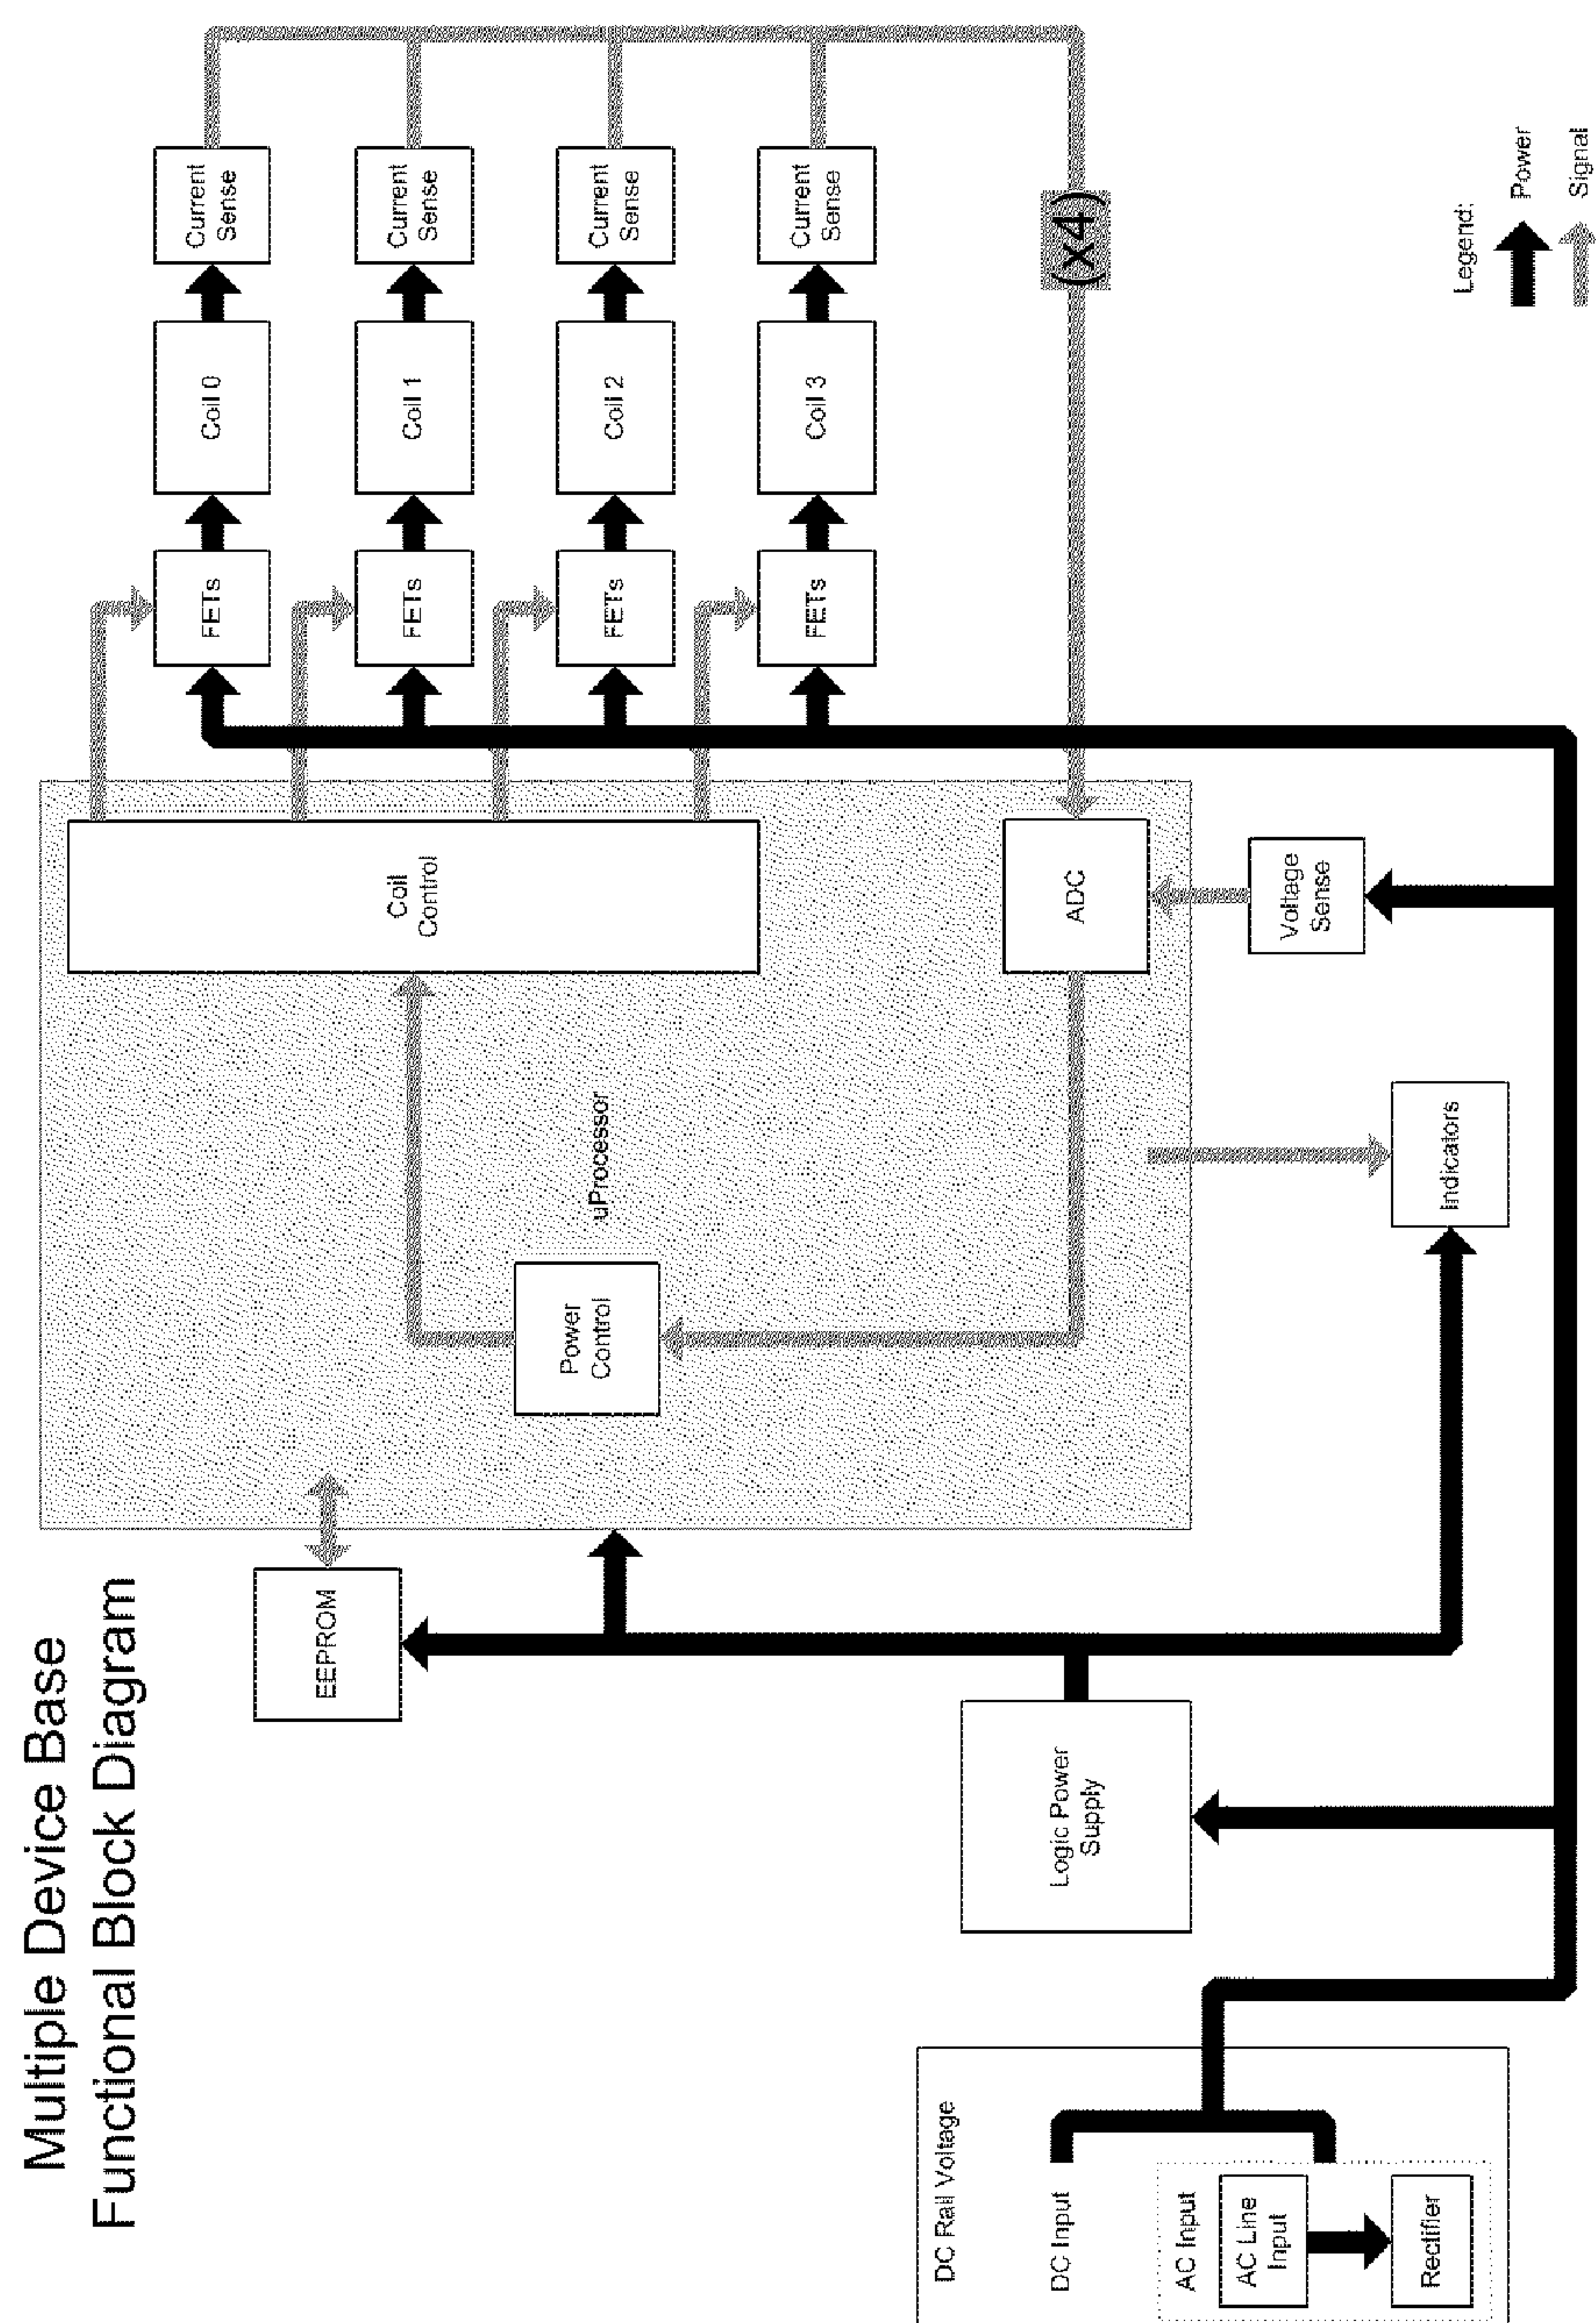 Multiple Device Base
Functional Block Diagram
DC Rail Voltage
DC Input
AC Input
AC Line
Input
Rectifier
Logic Power
Supply
EEPROM
Power
Control
uProcessor
Indicators
Coil
Control
ADC
Voltage
Sense
FETs
Coil 0
Current
Sense
FETs
Coil 1
Current
Sense
FETs
Coil 2
Current
Sense
FETs
Coil 3
Current
Sense
(x4)
Legend:
Power
Signal